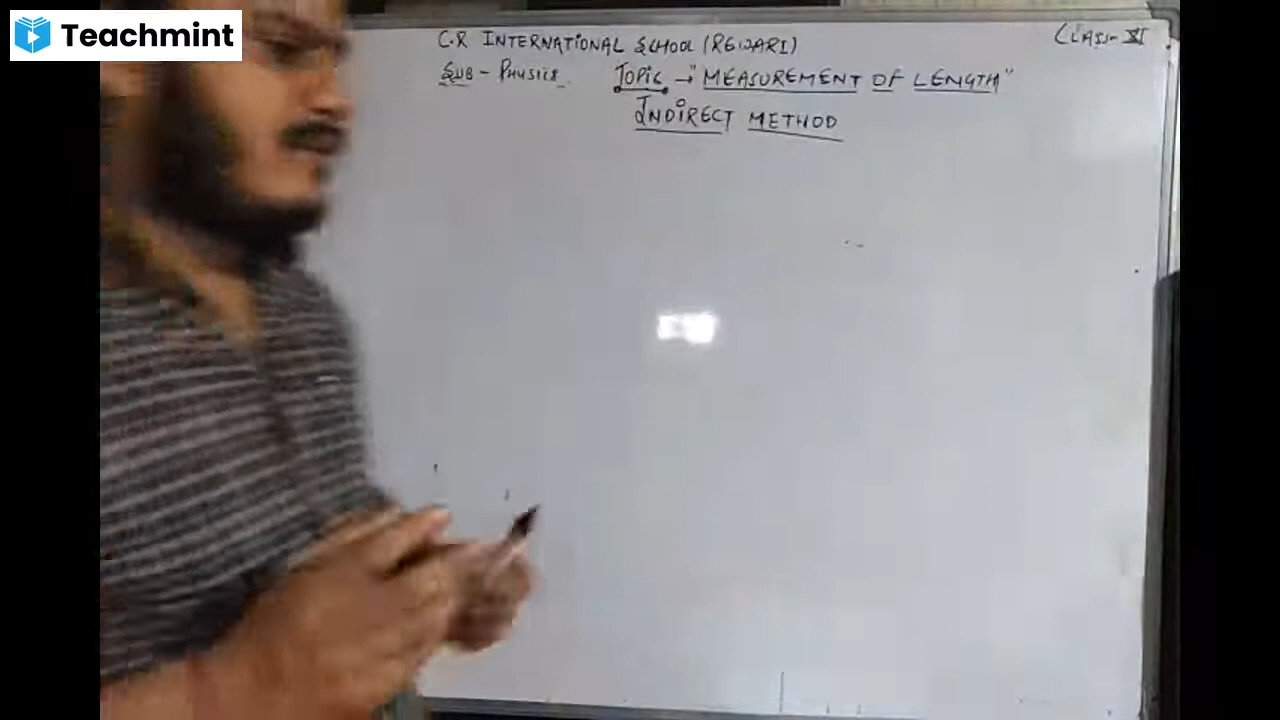 Teachmint
C.R INTERNATIONAL SCHOOL (REWARI)
CLASS-XI
SUB - PHYSICS
TOPIC → "MEASUREMENT OF LENGTH"
INDIRECT METHOD